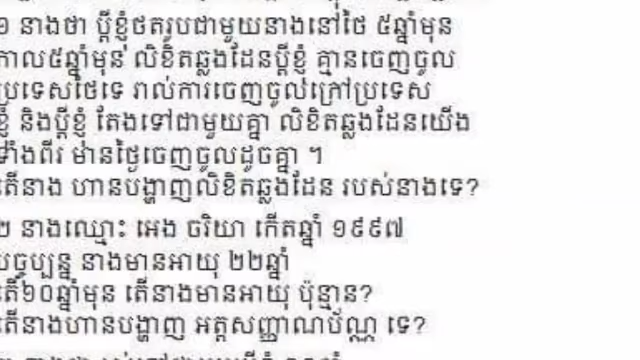 ១ នាងថា ប្ដីខ្ញុំថតរូបជាមួយនាងនៅថៃ ៥ឆ្នាំមុន
កាល៥ឆ្នាំមុន លិខិតឆ្លងដែនប្ដីខ្ញុំ គ្មានចេញចូល
ប្រទេសថៃទេ រាល់ការចេញចូលក្រៅប្រទេស
ខ្ញុំ និងប្ដីខ្ញុំ តែងទៅជាមួយគ្នា លិខិតឆ្លងដែនយើង
ទាំងពីរ មានថ្ងៃចេញចូលដូចគ្នា ។
តើនាង ហានបង្ហាញលិខិតឆ្លងដែន របស់នាងទេ?
២ នាងឈ្មោះ អេង ចរិយា កើតឆ្នាំ ១៩៩៧
បច្ចុប្បន្ន នាងមានអាយុ ២២ឆ្នាំ
តើ១០ឆ្នាំមុន តើនាងមានអាយុ ប៉ុន្មាន?
តើនាងហានបង្ហាញ អត្តសញ្ញាណប័ណ្ណ ទេ?